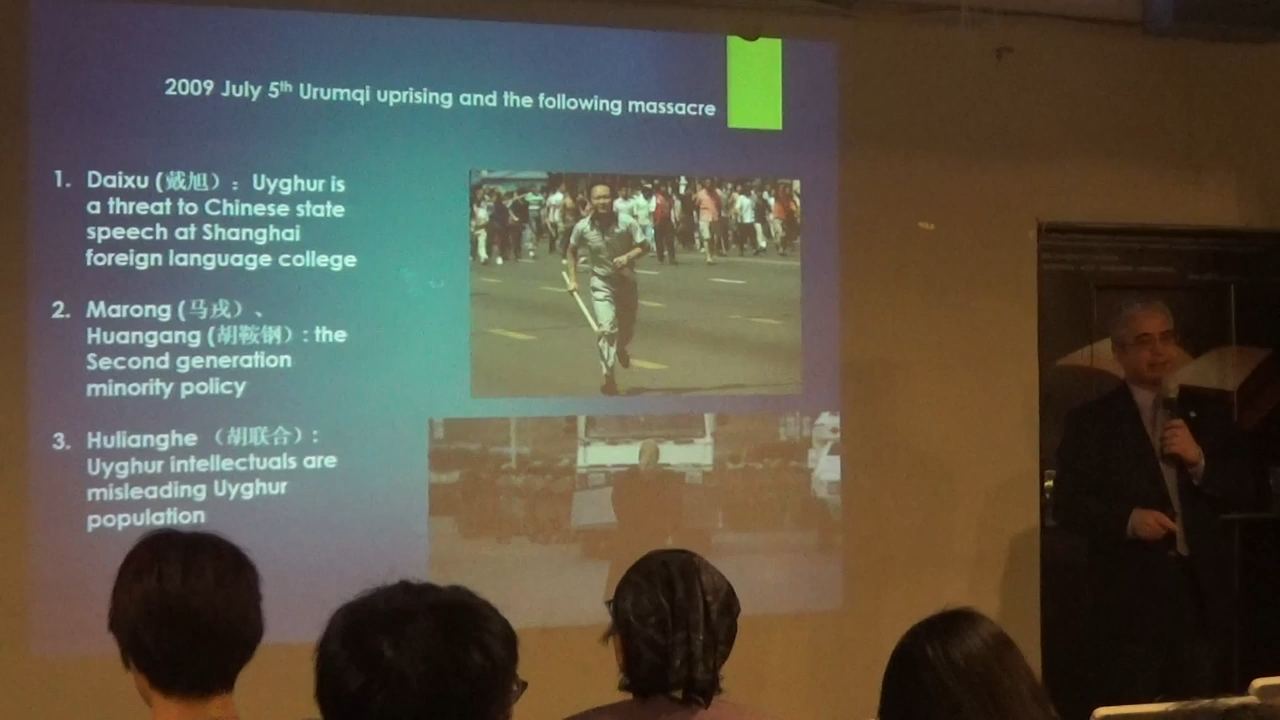 2009 July 5th Urumqi uprising and the following massacre
1. Daixu (戴旭）：Uyghur is
a threat to Chinese state
speech at Shanghai
foreign language college
2. Marong (马戎）、
Huangang (胡鞍钢）: the
Second generation
minority policy
3. Hulianghe （胡联合）:
Uyghur intellectuals are
misleading Uyghur
population